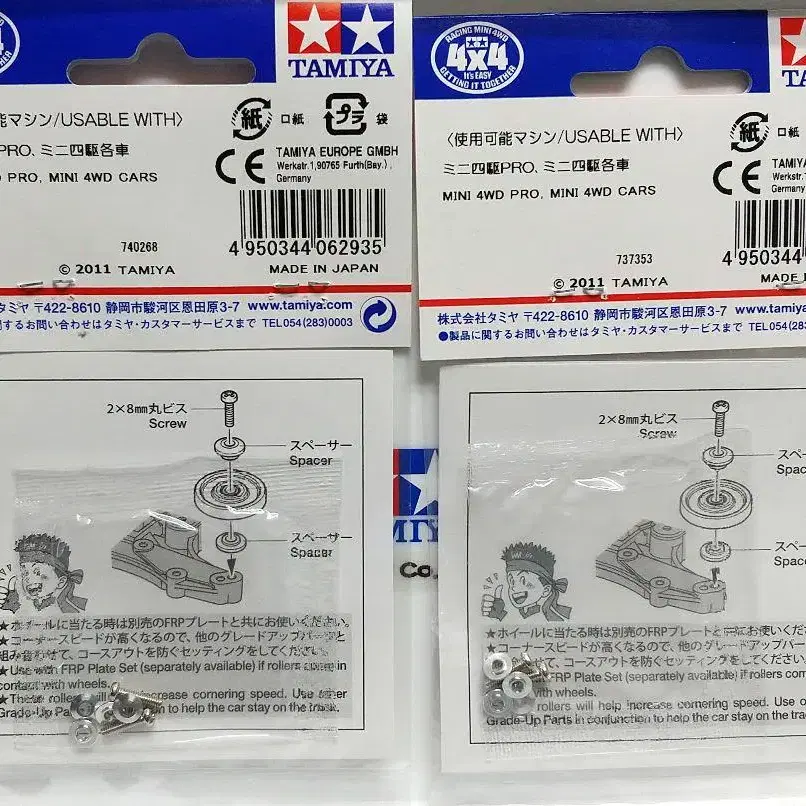 TAMIYA
能マシン/USABLE WITH〉
PRO、ミニ四駆各車
PRO, MINI 4WD CARS
紙 口紙 プラ 袋
CE TAMIYA EUROPE GMBH
Werkstr.1,90765 Furth(Bay.),
Germany
740268
4 950344 062935
© 2011 TAMIYA
MADE IN JAPAN
タミヤ 〒422-8610 静岡市駿河区恩田原3-7 www.tamiya.com
するお問い合わせはタミヤ・カスタマーサービスまで TEL054(283)0003
2×8mm丸ビス
Screw
スペーサー
Spacer
スペーサー
Spacer
★ホイールに当たる時は別売のFRPプレートと共にお使いください。
★コーナースピードが高くなるので、他のグレードアップパーツと
組み合わせて、コースアウトを防ぐセッティングをしてください。
★Use with FRP Plate Set (separately available) if rollers come in
contact with wheels.
★These rollers will help increase cornering speed. Use other
Grade-Up Parts to help the car stay on the track.
RACING MINI 4WD
4x4
It's EASY
GETTING IT TOGETHER
TA
〈使用可能マシン/USABLE WITH〉
ミニ四駆PRO、ミニ四駆各車
MINI 4WD PRO, MINI 4WD CARS
紙 口紙
CE TAMIYA
Werkstr.1
Germany
737353
4 950344
© 2011 TAMIYA
MADE
株式会社タミヤ 〒422-8610 静岡市駿河区恩田原3-7 www.tamiya
●製品に関するお問い合わせはタミヤ・カスタマーサービスまで TEL054(2
MIYA
Co.,
2×8mm丸ビス
Screw
スペ
Space
スペ
Space
★ホイールに当たる時は別売のFRPプレートと共にお使いくだ
★コーナースピードが高くなるので、他のグレードアップパー
て、コースアウトを防ぐセッティングをしてください。
FRP Plate Set (separately available) if rollers com
with wheels.
rollers will help increase cornering speed. Use o
Grade-Up Parts in conjunction to help the car stay on the